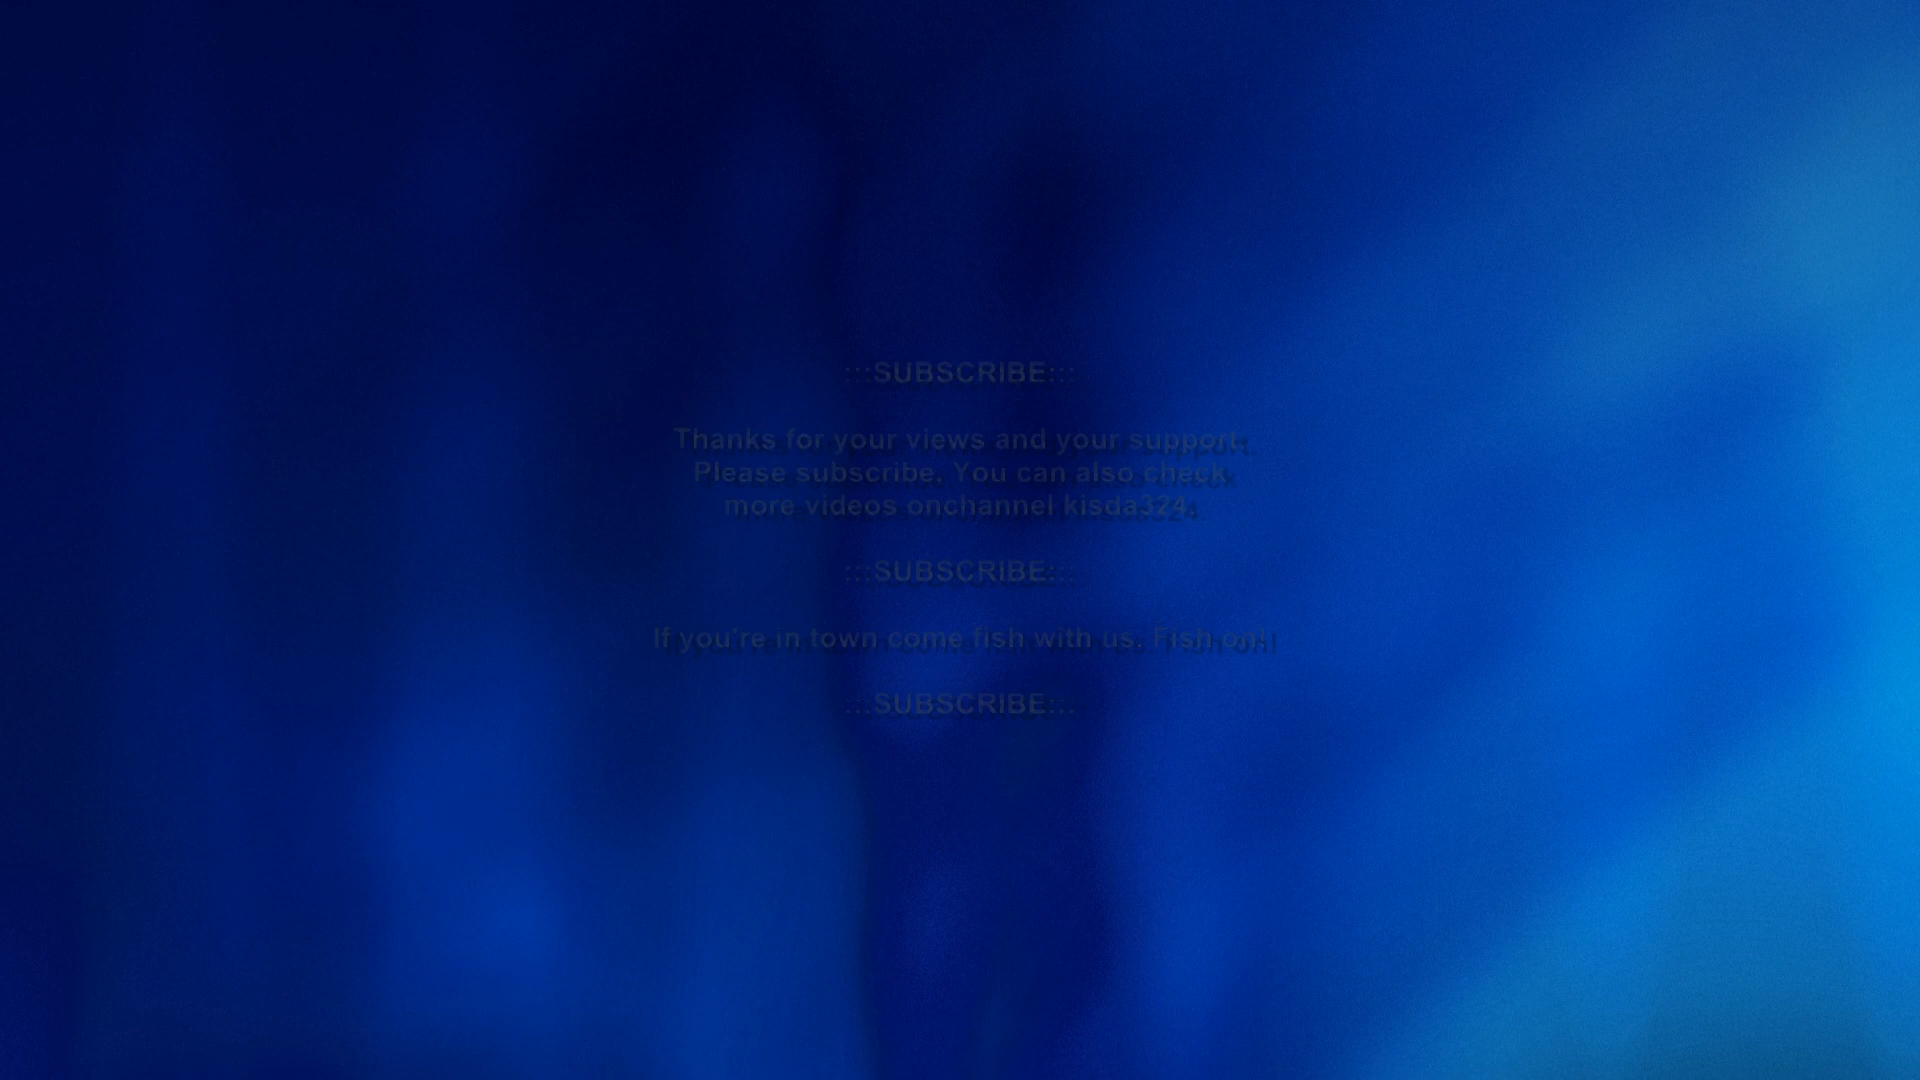 :::SUBSCRIBE:::
Thanks for your views and your support.
Please subscribe. You can also check
more videos onchannel kisda324.
:::SUBSCRIBE:::
If you're in town come fish with us. Fish on!!
:::SUBSCRIBE:::